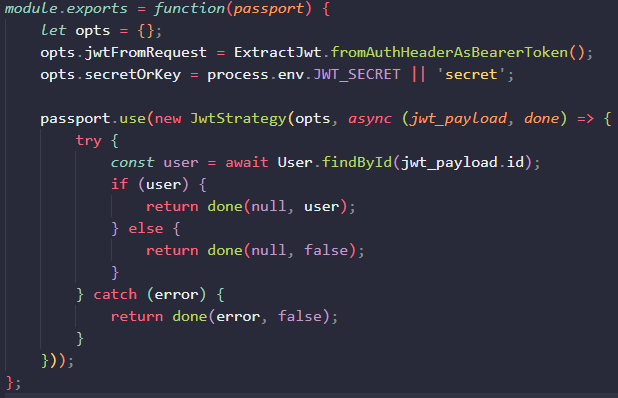 module.exports = function(passport) {
    let opts = {};
    opts.jwtFromRequest = ExtractJwt.fromAuthHeaderAsBearerToken();
    opts.secretOrKey = process.env.JWT_SECRET || 'secret';

    passport.use(new JwtStrategy(opts, async (jwt_payload, done) => {
        try {
            const user = await User.findById(jwt_payload.id);
            if (user) {
                return done(null, user);
            } else {
                return done(null, false);
            }
        } catch (error) {
            return done(error, false);
        }
    }));
};